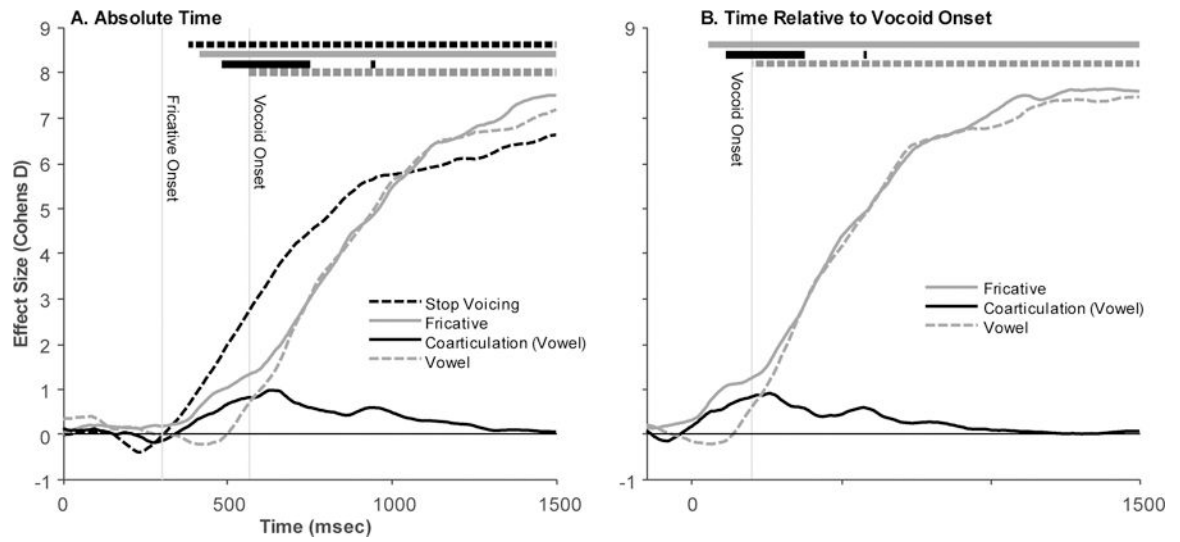 A. Absolute Time
9
8
7
6
5
4
3
2
1
0
-1
Effect Size (Cohens D)
Fricative Onset
Vocoid Onset
Stop Voicing
Fricative
Coarticulation (Vowel)
Vowel
0 500 1000 1500
Time (msec)
B. Time Relative to Vocoid Onset
9
-1
Vocoid Onset
Fricative
Coarticulation (Vowel)
Vowel
0 1500